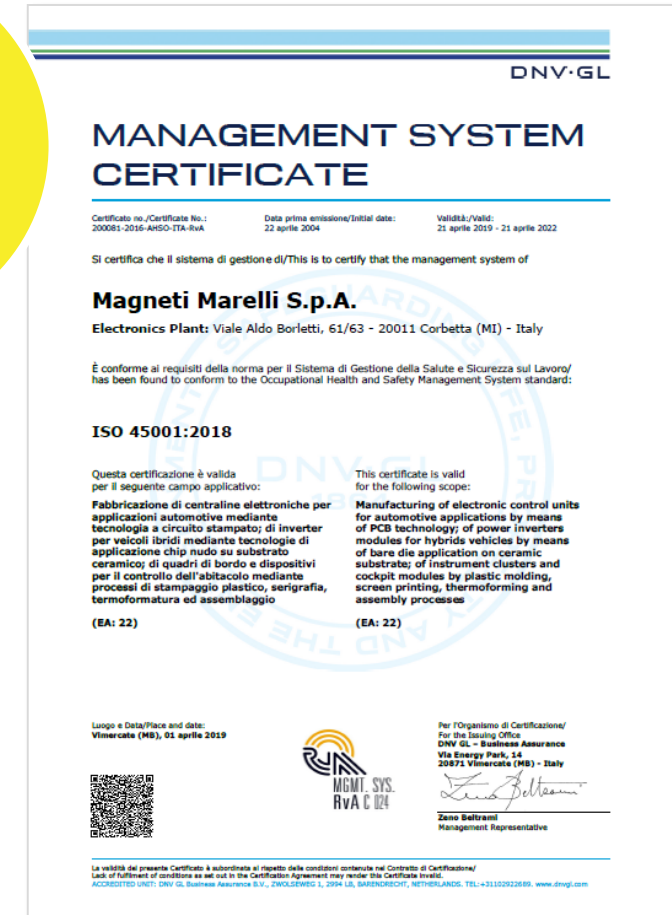 DNV·GL
MANAGEMENT SYSTEM
CERTIFICATE
Certificato no./Certificate No.:
200081-2016-AHSO-ITA-RvA
Data prima emissione/Initial date:
22 aprile 2004
Validità:/Valid:
21 aprile 2019 - 21 aprile 2022
Si certifica che il sistema di gestione di/This is to certify that the management system of
Magneti Marelli S.p.A.
Electronics Plant: Viale Aldo Borletti, 61/63 - 20011 Corbetta (MI) - Italy
È conforme ai requisiti della norma per il Sistema di Gestione della Salute e Sicurezza sul Lavoro/
has been found to conform to the Occupational Health and Safety Management System standard:
ISO 45001:2018
Questa certificazione è valida
per il seguente campo applicativo:
Fabbricazione di centraline elettroniche per
applicazioni automotive mediante
tecnologia a circuito stampato; di inverter
per veicoli ibridi mediante tecnologie di
applicazione chip nudo su substrato
ceramico; di quadri di bordo e dispositivi
per il controllo dell'abitacolo mediante
processi di stampaggio plastico, serigrafia,
termoformatura ed assemblaggio
(EA: 22)
This certificate is valid
for the following scope:
Manufacturing of electronic control units
for automotive applications by means
of PCB technology; of power inverters
modules for hybrids vehicles by means
of bare die application on ceramic
substrate; of instrument clusters and
cockpit modules by plastic molding,
screen printing, thermoforming and
assembly processes
(EA: 22)
DNV·GL
Luogo e Data/Place and date:
Vimercate (MB), 01 aprile 2019
MGMT. SYS.
RvA C 024
Per l'Organismo di Certificazione/
For the Issuing Office
DNV GL – Business Assurance
Via Energy Park, 14
20871 Vimercate (MB) - Italy
Zeno Beltrami
Zeno Beltrami
Management Representative
La validità del presente Certificato è subordinata al rispetto delle condizioni contenute nel Contratto di Certificazione/
Lack of fulfilment of conditions as set out in the Certification Agreement may render this Certificate invalid.
ACCREDITED UNIT: DNV GL Business Assurance B.V., ZWOLSEWEG 1, 2994 LB, BARENDRECHT, NETHERLANDS. TEL:+31102922689. www.dnvgl.com